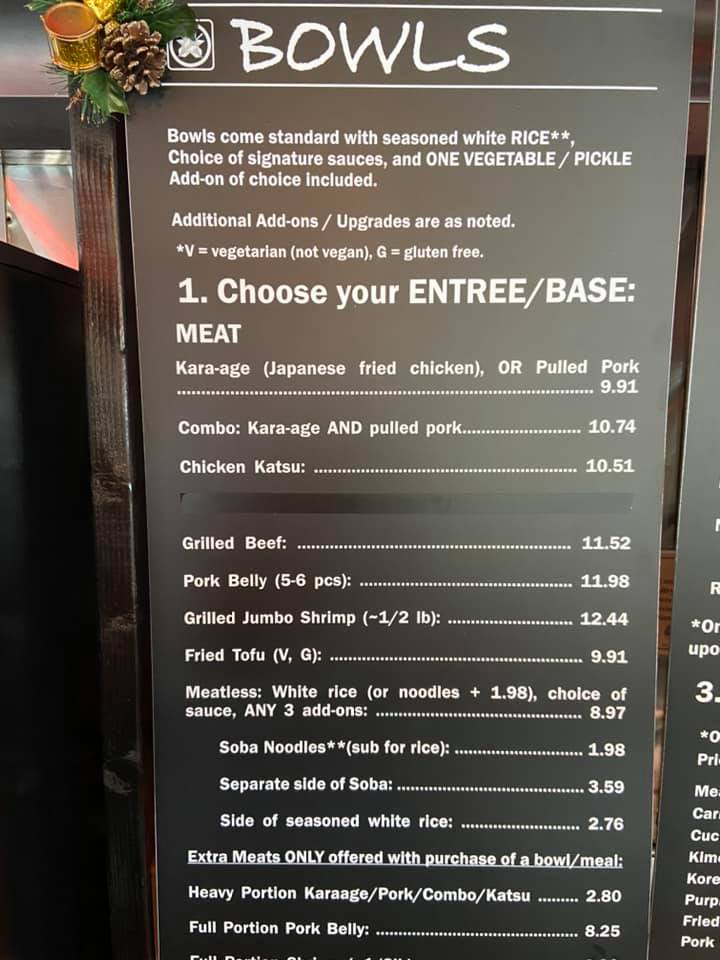 BOWLS
Bowls come standard with seasoned white RICE**,
Choice of signature sauces, and ONE VEGETABLE / PICKLE
Add-on of choice included.
Additional Add-ons / Upgrades are as noted.
*V = vegetarian (not vegan), G = gluten free.
1. Choose your ENTREE/BASE:
MEAT
Kara-age (Japanese fried chicken), OR Pulled Pork
........................................ 9.91
Combo: Kara-age AND pulled pork........................... 10.74
Chicken Katsu: ........................................ 10.51
Grilled Beef: ........................................ 11.52
Pork Belly (5-6 pcs): ........................................ 11.98
Grilled Jumbo Shrimp (~1/2 lb): ........................ 12.44
Fried Tofu (V, G): ........................................ 9.91
Meatless: White rice (or noodles + 1.98), choice of
sauce, ANY 3 add-ons: ........................................ 8.97
Soba Noodles**(sub for rice): ........................ 1.98
Separate side of Soba: ........................................ 3.59
Side of seasoned white rice: ........................ 2.76
Extra Meats ONLY offered with purchase of a bowl/meal:
Heavy Portion Karaage/Pork/Combo/Katsu ......... 2.80
Full Portion Pork Belly: ........................................ 8.25
*Or
upo
3.
*O
Pri
Me
Car
Cuc
Kim
Kore
Purp
Fried
Pork